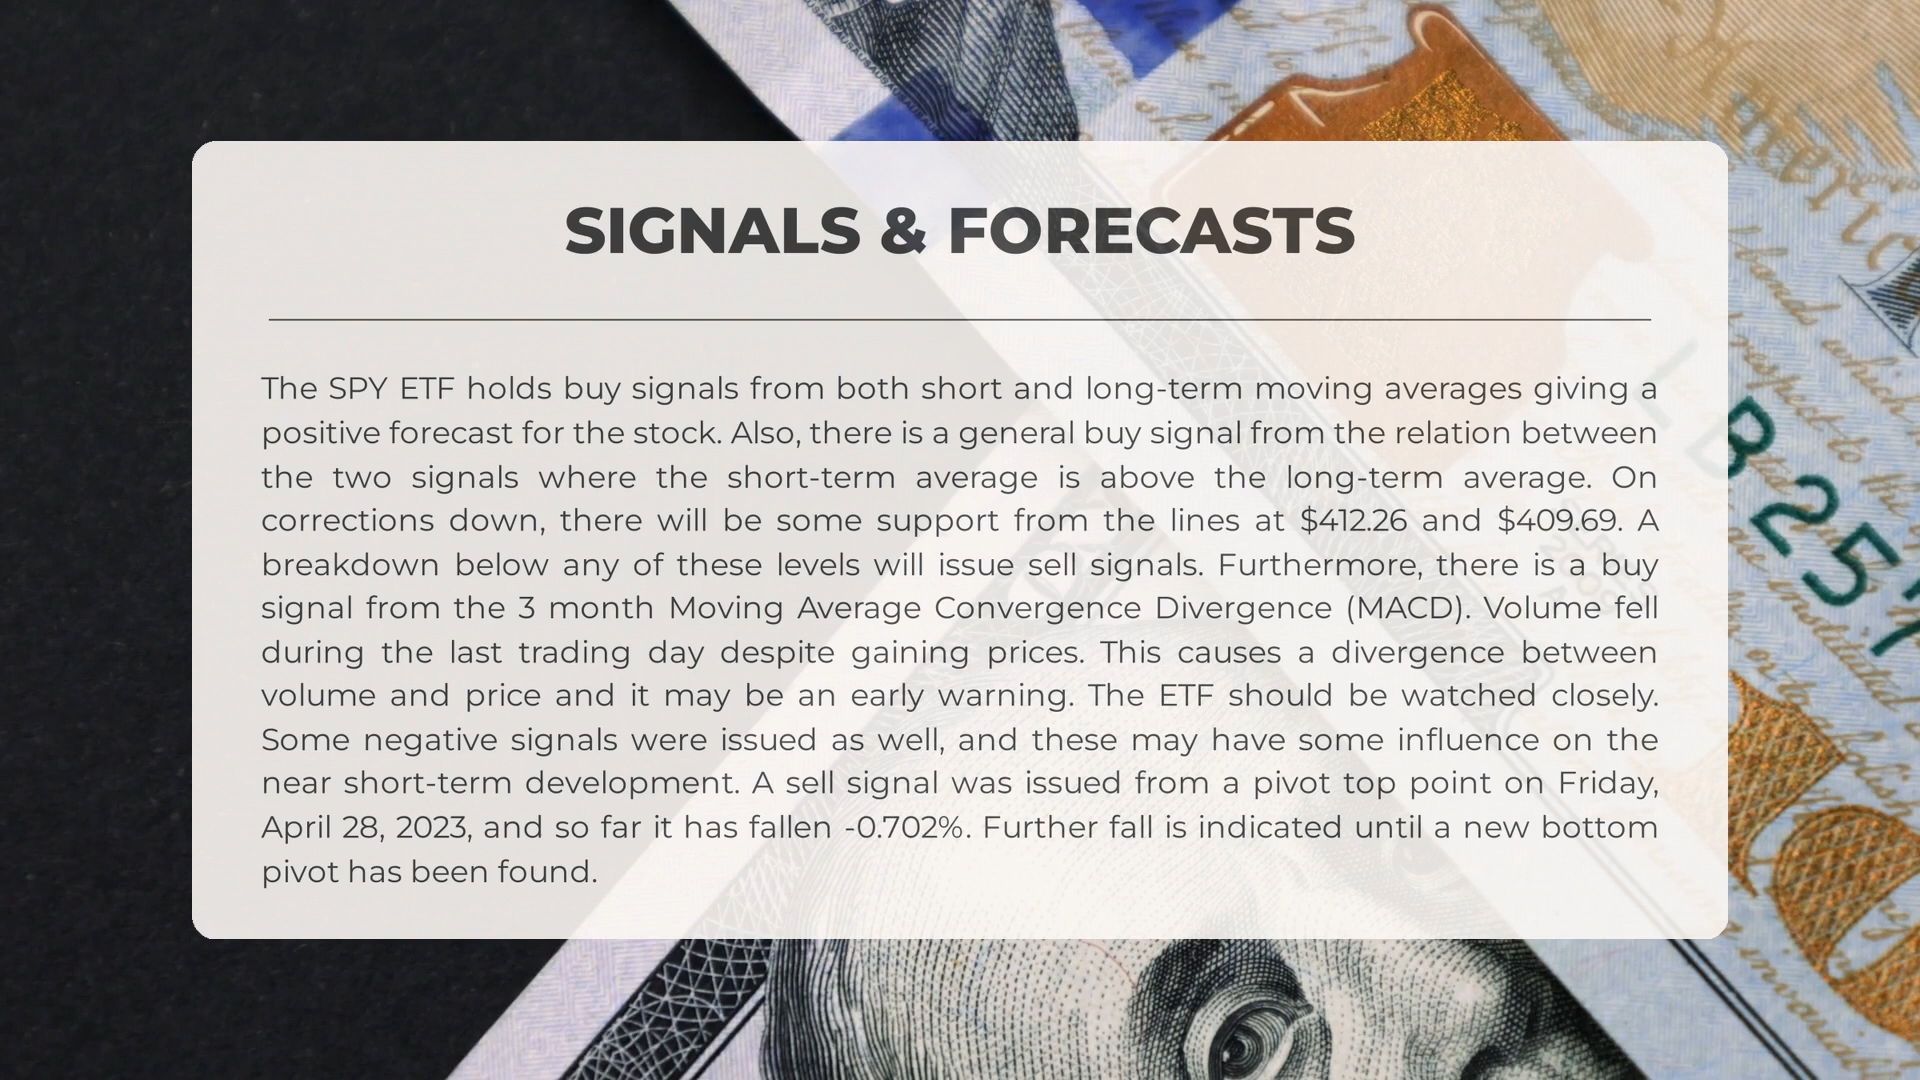 SIGNALS & FORECASTS
The SPY ETF holds buy signals from both short and long-term moving averages giving a
positive forecast for the stock. Also, there is a general buy signal from the relation between
the two signals where the short-term average is above the long-term average. On
corrections down, there will be some support from the lines at $412.26 and $409.69. A
breakdown below any of these levels will issue sell signals. Furthermore, there is a buy
signal from the 3 month Moving Average Convergence Divergence (MACD). Volume fell
during the last trading day despite gaining prices. This causes a divergence between
volume and price and it may be an early warning. The ETF should be watched closely.
Some negative signals were issued as well, and these may have some influence on the
near short-term development. A sell signal was issued from a pivot top point on Friday,
April 28, 2023, and so far it has fallen -0.702%. Further fall is indicated until a new bottom
pivot has been found.